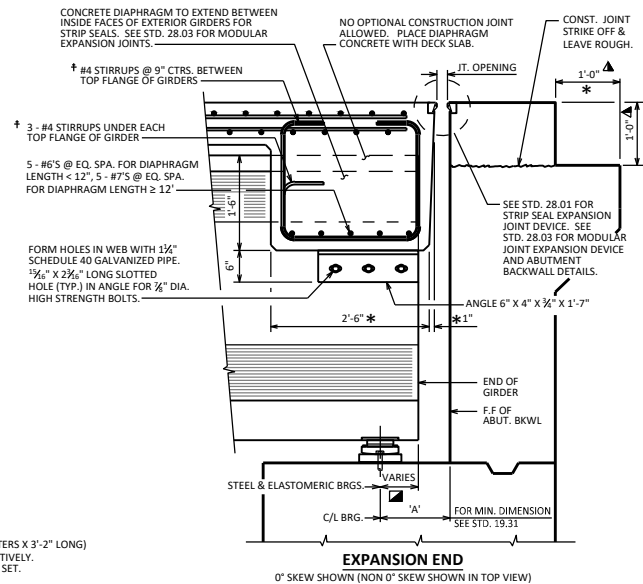 CONCRETE DIAPHRAGM TO EXTEND BETWEEN
INSIDE FACES OF EXTERIOR GIRDERS FOR
STRIP SEALS. SEE STD. 28.03 FOR MODULAR
EXPANSION JOINTS.
NO OPTIONAL CONSTRUCTION JOINT
ALLOWED. PLACE DIAPHRAGM
CONCRETE WITH DECK SLAB.
CONST. JOINT
STRIKE OFF &
LEAVE ROUGH.
JT. OPENING
1'-0"
*
1'-0"
† #4 STIRRUPS @ 9" CTRS. BETWEEN
TOP FLANGE OF GIRDERS
† 3 - #4 STIRRUPS UNDER EACH
TOP FLANGE OF GIRDER
5 - #6'S @ EQ. SPA. FOR DIAPHRAGM
LENGTH < 12", 5 - #7'S @ EQ. SPA.
FOR DIAPHRAGM LENGTH ≥ 12'
1'-6"
6"
FORM HOLES IN WEB WITH 1¼"
SCHEDULE 40 GALVANIZED PIPE.
15⁄16" X 2 3⁄16" LONG SLOTTED
HOLE (TYP.) IN ANGLE FOR ⅞" DIA.
HIGH STRENGTH BOLTS.
SEE STD. 28.01 FOR
STRIP SEAL EXPANSION
JOINT DEVICE. SEE
STD. 28.03 FOR MODULAR
JOINT EXPANSION DEVICE
AND ABUTMENT
BACKWALL DETAILS.
ANGLE 6" X 4" X ¾" X 1'-7"
2'-6" *
* 1"
END OF
GIRDER
F.F OF
ABUT. BKWL
STEEL & ELASTOMERIC BRGS.
VARIES
C/L BRG.
'A'
FOR MIN. DIMENSION
SEE STD. 19.31
TERS X 3'-2" LONG)
TIVELY.
SET.
EXPANSION END
0° SKEW SHOWN (NON 0° SKEW SHOWN IN TOP VIEW)